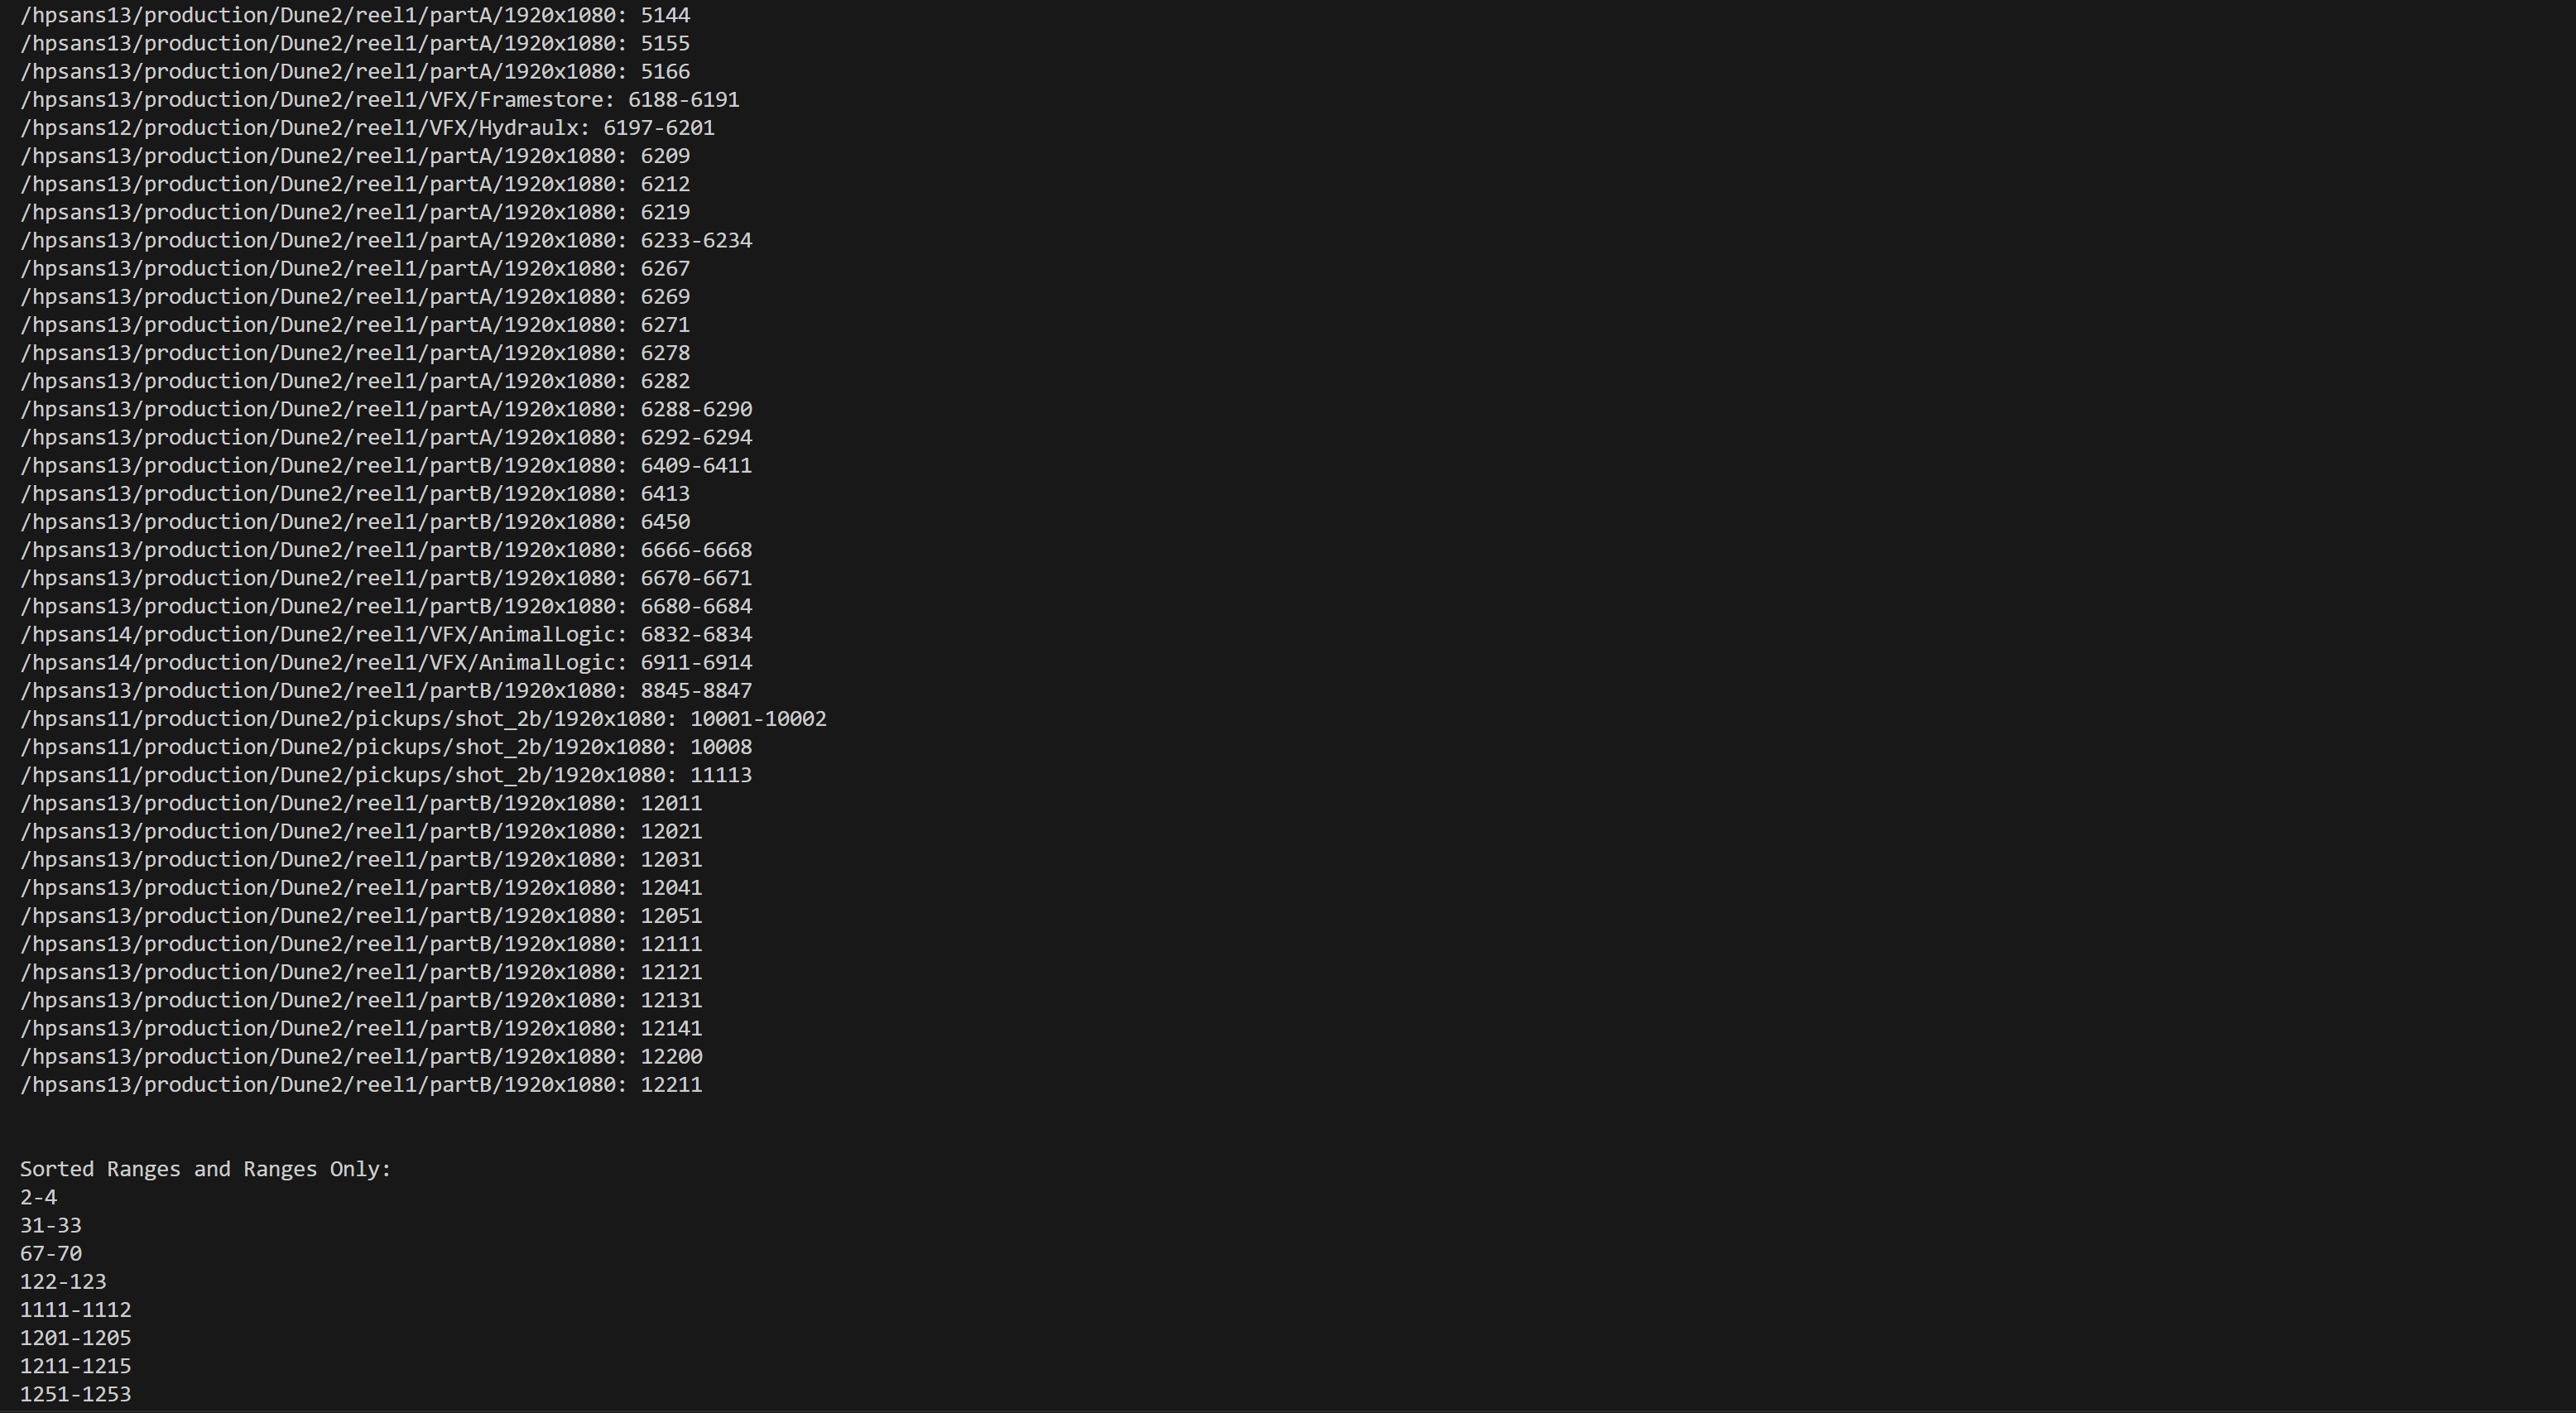 /hpsans13/production/Dune2/reel1/partA/1920x1080: 5144
/hpsans13/production/Dune2/reel1/partA/1920x1080: 5155
/hpsans13/production/Dune2/reel1/partA/1920x1080: 5166
/hpsans13/production/Dune2/reel1/VFX/Framestore: 6188-6191
/hpsans12/production/Dune2/reel1/VFX/Hydraulx: 6197-6201
/hpsans13/production/Dune2/reel1/partA/1920x1080: 6209
/hpsans13/production/Dune2/reel1/partA/1920x1080: 6212
/hpsans13/production/Dune2/reel1/partA/1920x1080: 6219
/hpsans13/production/Dune2/reel1/partA/1920x1080: 6233-6234
/hpsans13/production/Dune2/reel1/partA/1920x1080: 6267
/hpsans13/production/Dune2/reel1/partA/1920x1080: 6269
/hpsans13/production/Dune2/reel1/partA/1920x1080: 6271
/hpsans13/production/Dune2/reel1/partA/1920x1080: 6278
/hpsans13/production/Dune2/reel1/partA/1920x1080: 6282
/hpsans13/production/Dune2/reel1/partA/1920x1080: 6288-6290
/hpsans13/production/Dune2/reel1/partA/1920x1080: 6292-6294
/hpsans13/production/Dune2/reel1/partB/1920x1080: 6409-6411
/hpsans13/production/Dune2/reel1/partB/1920x1080: 6413
/hpsans13/production/Dune2/reel1/partB/1920x1080: 6450
/hpsans13/production/Dune2/reel1/partB/1920x1080: 6666-6668
/hpsans13/production/Dune2/reel1/partB/1920x1080: 6670-6671
/hpsans13/production/Dune2/reel1/partB/1920x1080: 6680-6684
/hpsans14/production/Dune2/reel1/VFX/AnimalLogic: 6832-6834
/hpsans14/production/Dune2/reel1/VFX/AnimalLogic: 6911-6914
/hpsans13/production/Dune2/reel1/partB/1920x1080: 8845-8847
/hpsans11/production/Dune2/pickups/shot_2b/1920x1080: 10001-10002
/hpsans11/production/Dune2/pickups/shot_2b/1920x1080: 10008
/hpsans11/production/Dune2/pickups/shot_2b/1920x1080: 11113
/hpsans13/production/Dune2/reel1/partB/1920x1080: 12011
/hpsans13/production/Dune2/reel1/partB/1920x1080: 12021
/hpsans13/production/Dune2/reel1/partB/1920x1080: 12031
/hpsans13/production/Dune2/reel1/partB/1920x1080: 12041
/hpsans13/production/Dune2/reel1/partB/1920x1080: 12051
/hpsans13/production/Dune2/reel1/partB/1920x1080: 12111
/hpsans13/production/Dune2/reel1/partB/1920x1080: 12121
/hpsans13/production/Dune2/reel1/partB/1920x1080: 12131
/hpsans13/production/Dune2/reel1/partB/1920x1080: 12141
/hpsans13/production/Dune2/reel1/partB/1920x1080: 12200
/hpsans13/production/Dune2/reel1/partB/1920x1080: 12211
Sorted Ranges and Ranges Only:
2-4
31-33
67-70
122-123
1111-1112
1201-1205
1211-1215
1251-1253